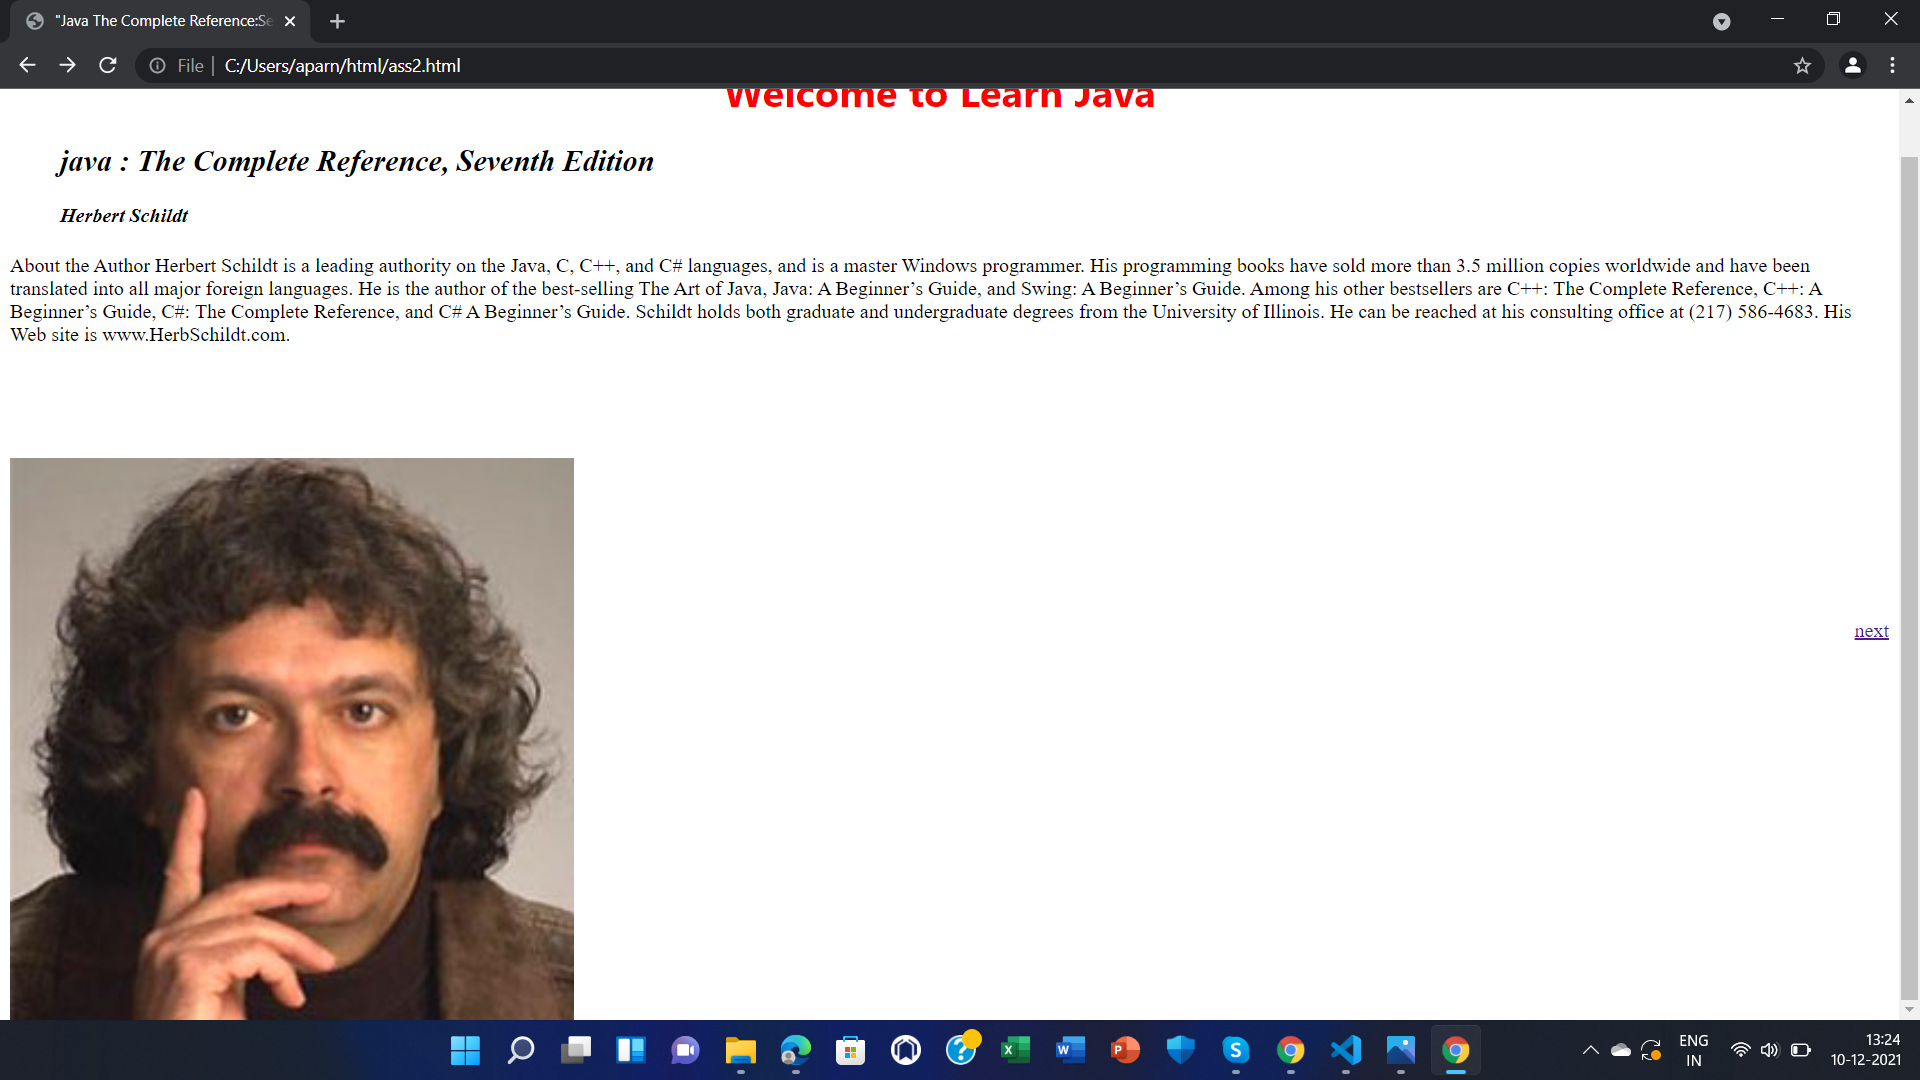 "Java The Complete Reference:Se
File
C:/Users/aparn/html/ass2.html
Welcome to Learn Java
java : The Complete Reference, Seventh Edition
Herbert Schildt
About the Author Herbert Schildt is a leading authority on the Java, C, C++, and C# languages, and is a master Windows programmer. His programming books have sold more than 3.5 million copies worldwide and have been
translated into all major foreign languages. He is the author of the best-selling The Art of Java, Java: A Beginner’s Guide, and Swing: A Beginner’s Guide. Among his other bestsellers are C++: The Complete Reference, C++: A
Beginner’s Guide, C#: The Complete Reference, and C# A Beginner’s Guide. Schildt holds both graduate and undergraduate degrees from the University of Illinois. He can be reached at his consulting office at (217) 586-4683. His
Web site is www.HerbSchildt.com.
next
ENG
IN
13:24
10-12-2021